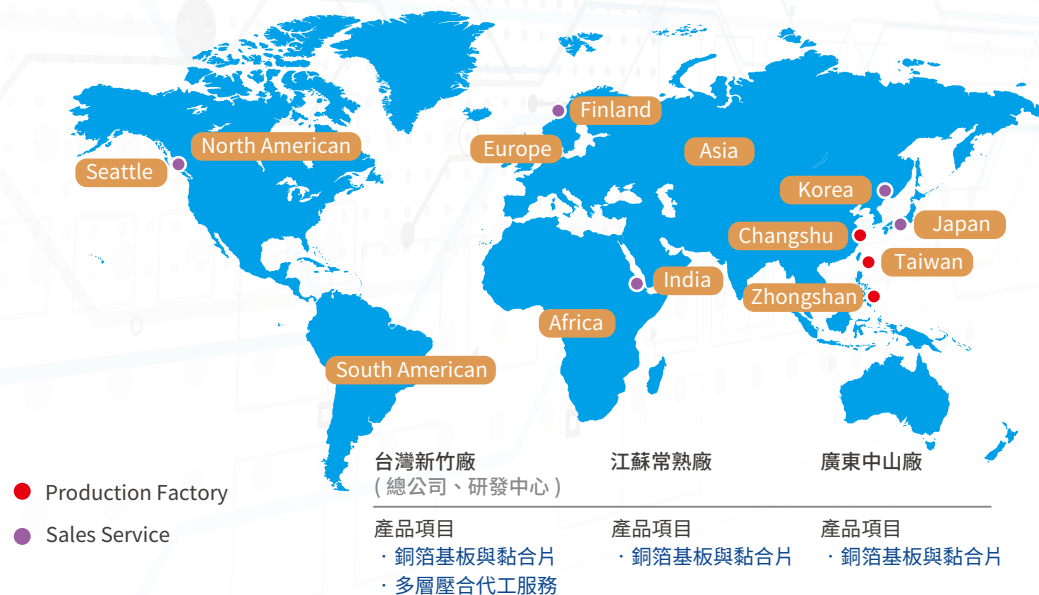 Finland
North American
Europe
Asia
Seattle
Korea
Japan
Changshu
Taiwan
India
Zhongshan
Africa
South American
Production Factory
Sales Service
台灣新竹廠
( 總公司、研發中心 )
江蘇常熟廠
廣東中山廠
產品項目
· 銅箔基板與黏合片
· 多層壓合代工服務
產品項目
· 銅箔基板與黏合片
產品項目
· 銅箔基板與黏合片